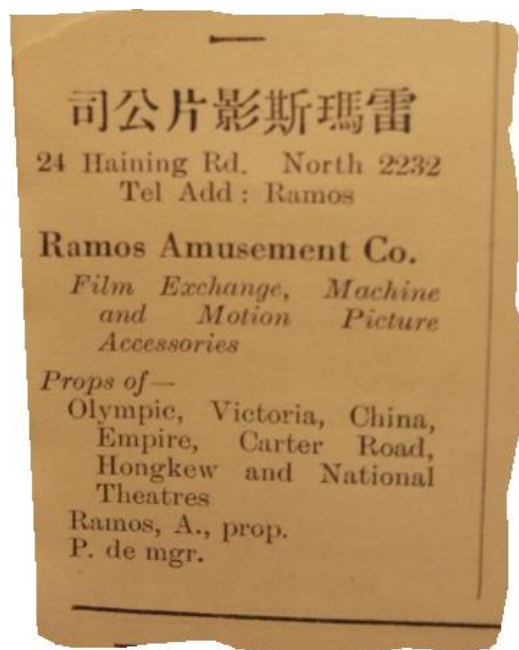 司公片影斯瑪雷
24 Haining Rd. North 2232
Tel Add : Ramos
Ramos Amusement Co.
Film Exchange, Machine
and Motion Picture
Accessories
Props of—
Olympic, Victoria, China,
Empire, Carter Road,
Hongkew and National
Theatres
Ramos, A., prop.
P. de mgr.